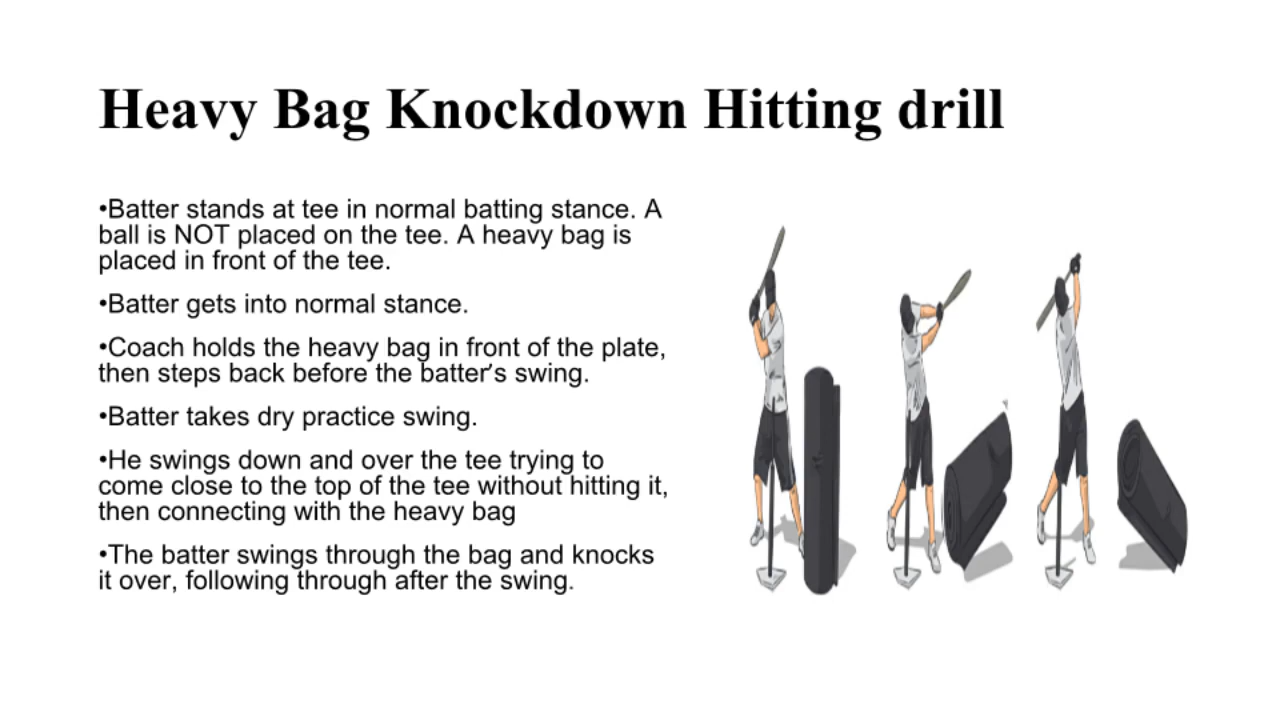 Heavy Bag Knockdown Hitting drill
•Batter stands at tee in normal batting stance. A
ball is NOT placed on the tee. A heavy bag is
placed in front of the tee.
•Batter gets into normal stance.
•Coach holds the heavy bag in front of the plate,
then steps back before the batter’s swing.
•Batter takes dry practice swing.
•He swings down and over the tee trying to
come close to the top of the tee without hitting it,
then connecting with the heavy bag
•The batter swings through the bag and knocks
it over, following through after the swing.